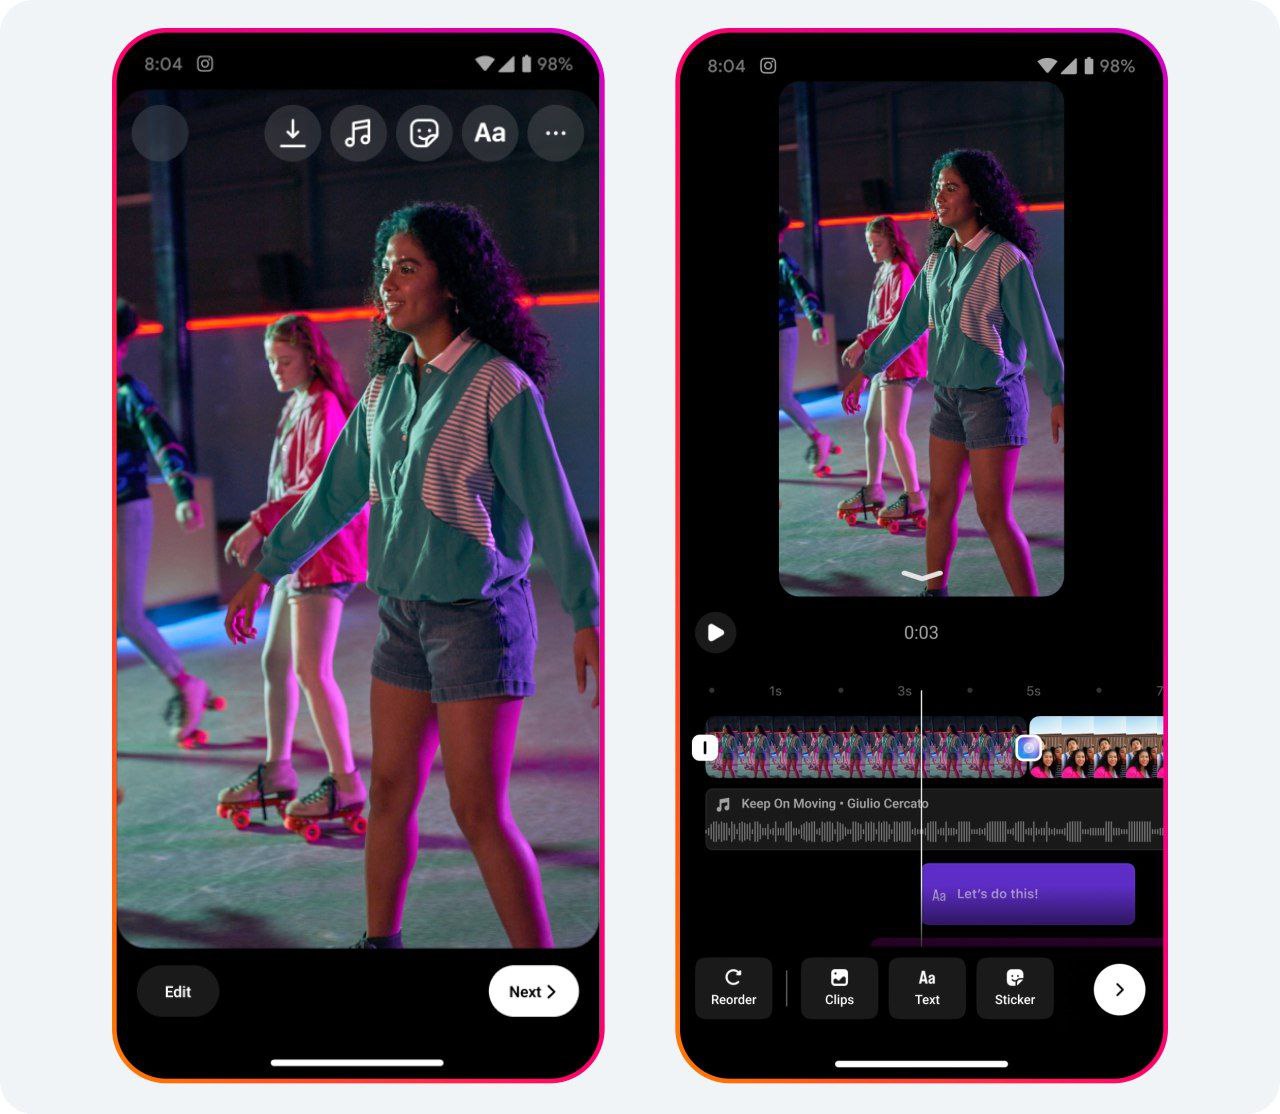 8:04
98%
Aa
Edit
Next
8:04
98%
0:03
1s
3s
5s
7
Keep On Moving • Giulio Cercato
Aa Let's do this!
Reorder
Clips
Aa
Text
Sticker